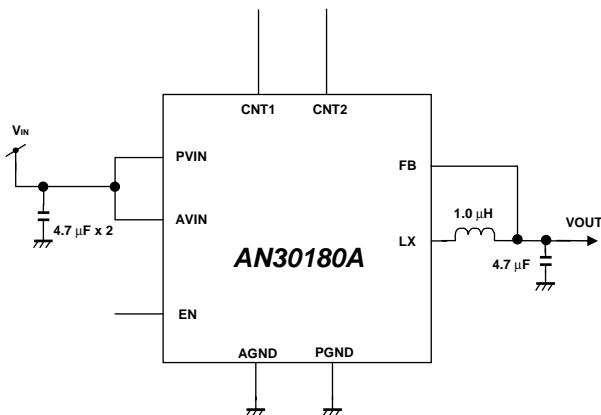 CNT1 CNT2
VIN
PVIN
FB
1.0 μH
VOUT
4.7 μF x 2
AVIN
LX
AN30180A
4.7 μF
EN
AGND PGND